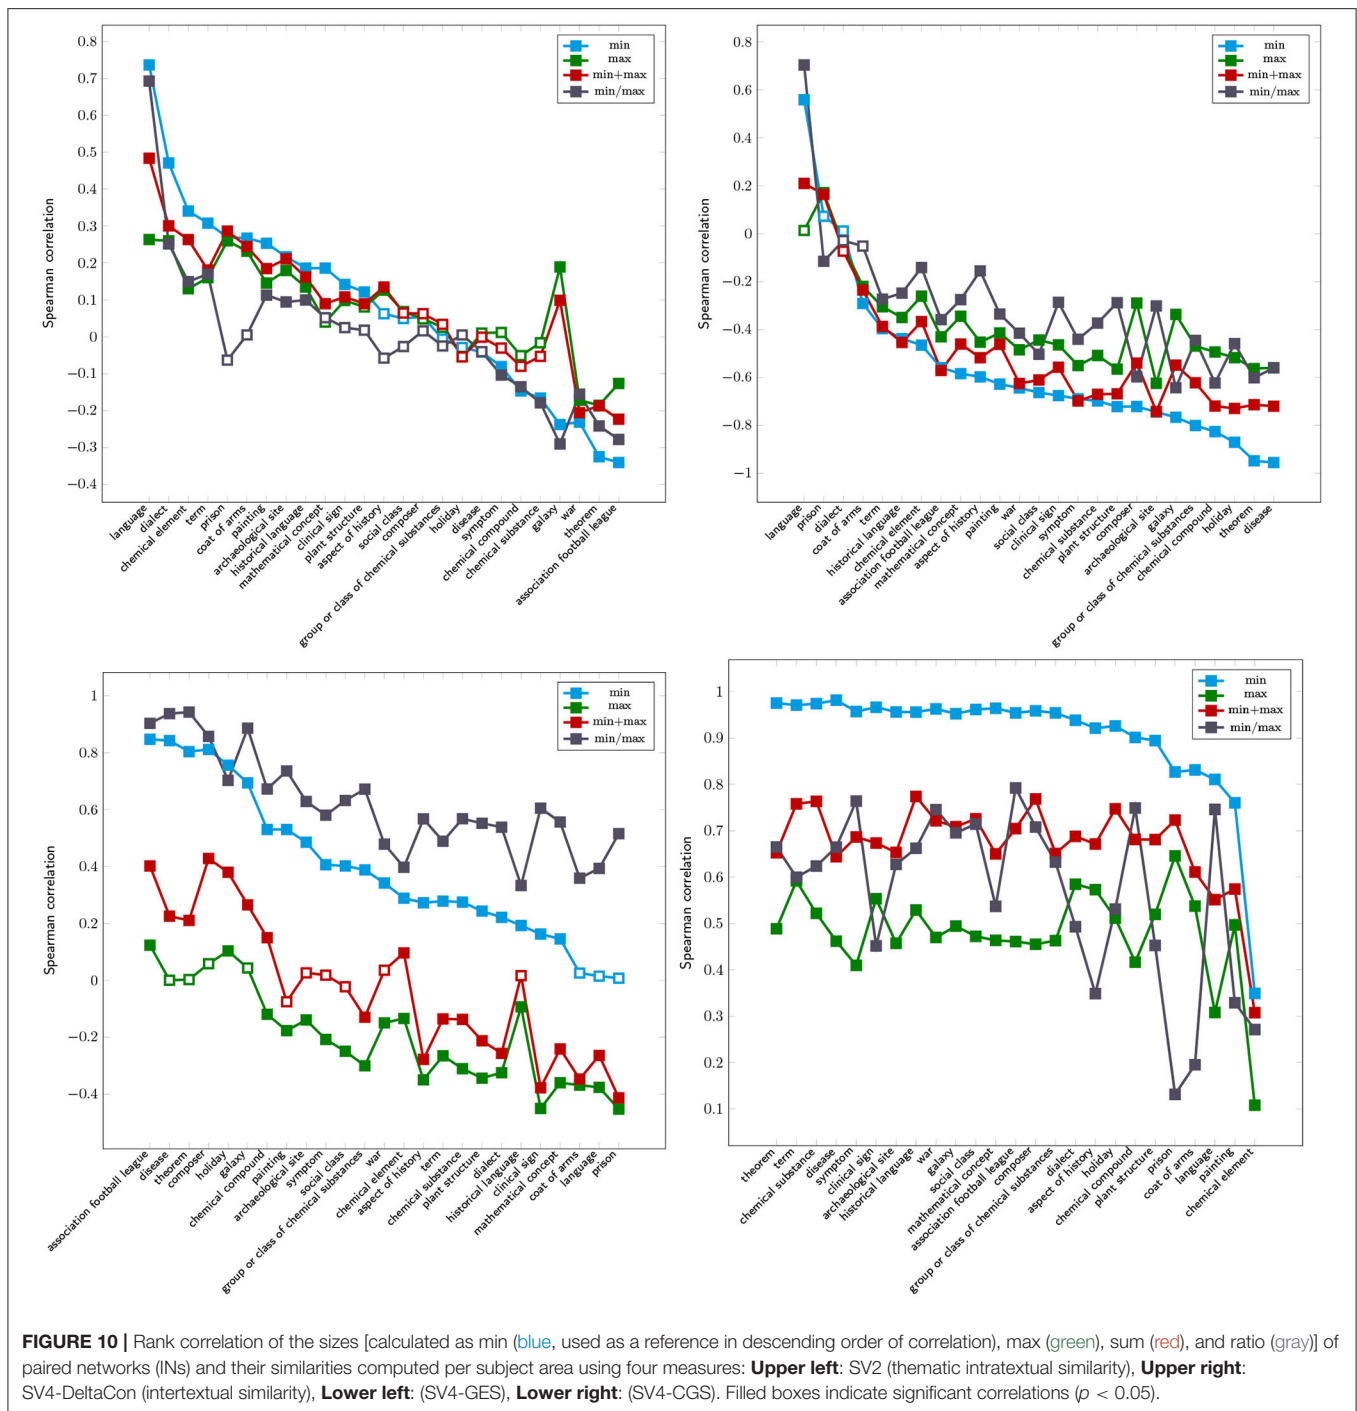 0.8
0.7
0.6
0.5
0.4
0.3
0.2
0.1
0
−0.1
−0.2
−0.3
−0.4
Spearman correlation
min
max
min+max
min/max
language
dialect
chemical element
term
prison
coat of arms
painting
archaeological site
historical language
mathematical concept
clinical sign
plant structure
aspect of history
social class
composer
group or class of chemical substances
holiday
disease
symptom
chemical compound
chemical substance
galaxy
war
theorem
association football league
0.8
0.6
0.4
0.2
0
−0.2
−0.4
−0.6
−0.8
−1
Spearman correlation
min
max
min+max
min/max
language
prison
dialect
coat of arms
term
historical language
chemical element
association football league
mathematical concept
aspect of history
painting
war
social class
clinical sign
symptom
chemical substance
plant structure
composer
archaeological site
galaxy
group or class of chemical substances
chemical compound
holiday
theorem
disease
1
0.8
0.6
0.4
0.2
0
−0.2
−0.4
Spearman correlation
min
max
min+max
min/max
association football league
disease
theorem
composer
holiday
galaxy
chemical compound
painting
archaeological site
symptom
social class
group or class of chemical substances
war
chemical element
aspect of history
term
chemical substance
plant structure
dialect
historical language
clinical sign
mathematical concept
coat of arms
language
prison
1
0.9
0.8
0.7
0.6
0.5
0.4
0.3
0.2
0.1
Spearman correlation
min
max
min+max
min/max
theorem
term
chemical substance
disease
symptom
clinical sign
archaeological site
historical language
war
galaxy
social class
mathematical concept
association football league
composer
group or class of chemical substances
dialect
aspect of history
holiday
chemical compound
plant structure
prison
coat of arms
language
painting
chemical element
FIGURE 10 | Rank correlation of the sizes [calculated as min (blue, used as a reference in descending order of correlation), max (green), sum (red), and ratio (gray)] of
paired networks (INs) and their similarities computed per subject area using four measures: Upper left: SV2 (thematic intratextual similarity), Upper right:
SV4-DeltaCon (intertextual similarity), Lower left: (SV4-GES), Lower right: (SV4-CGS). Filled boxes indicate significant correlations (p < 0.05).